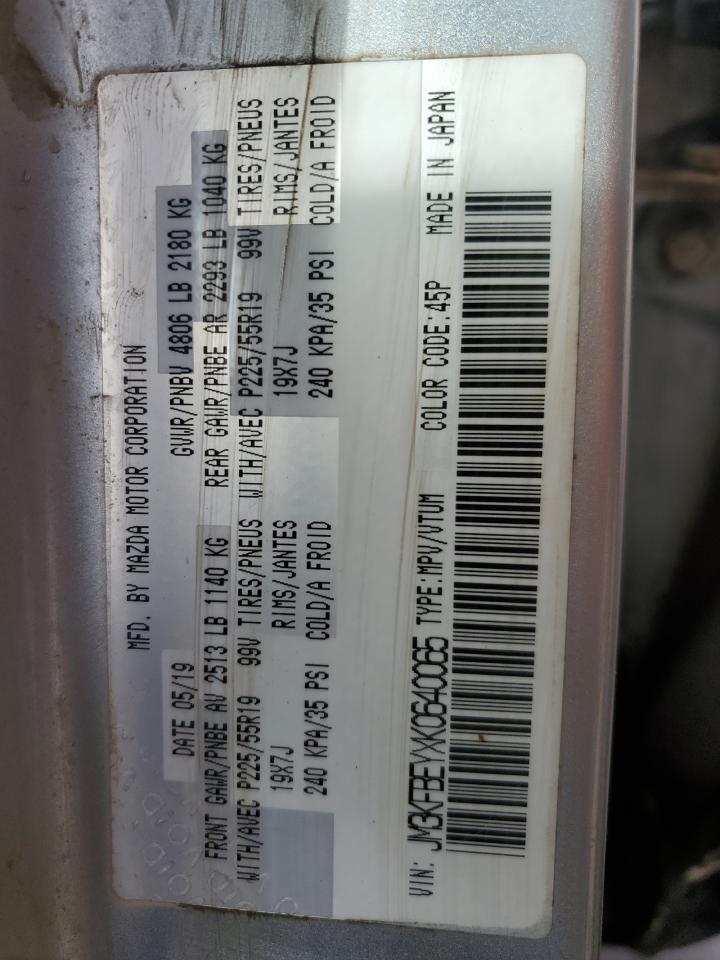 MFD. BY MAZDA MOTOR CORPORATION
DATE 05/19 GVWR/PNBV 4806 LB 2180 KG
FRONT GAWR/PNBE AV 2513 LB 1140 KG REAR GAWR/PNBE AR 2293 LB 1040 KG
WITH/AVEC P225/55R19 99V TIRES/PNEUS WITH/AVEC P225/55R19 99V TIRES/PNEUS
19X7J RIMS/JANTES 19X7J RIMS/JANTES
240 KPA/35 PSI COLD/A FROID 240 KPA/35 PSI COLD/A FROID
VIN: JM3KFBEYXK0640065 TYPE:MPV/VTUM COLOR CODE:45P MADE IN JAPAN